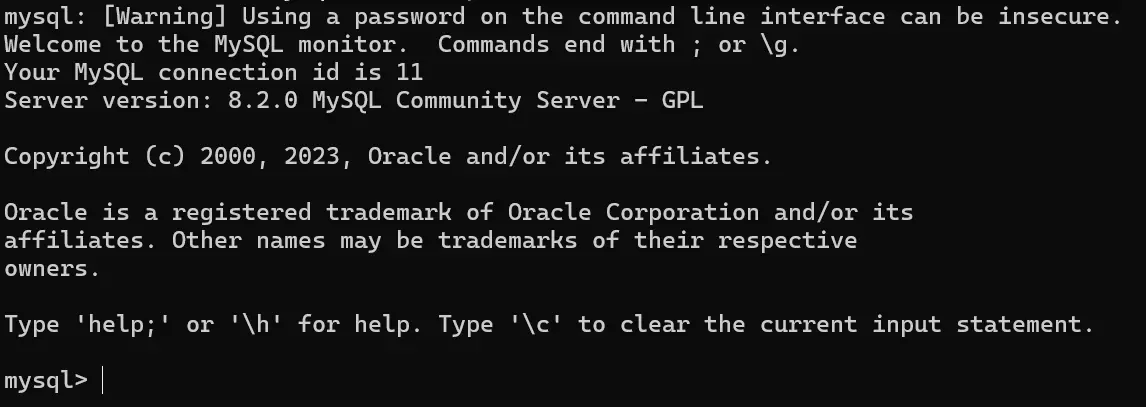 mysql: [Warning] Using a password on the command line interface can be insecure.
Welcome to the MySQL monitor.  Commands end with ; or \g.
Your MySQL connection id is 11
Server version: 8.2.0 MySQL Community Server - GPL
Copyright (c) 2000, 2023, Oracle and/or its affiliates.
Oracle is a registered trademark of Oracle Corporation and/or its
affiliates. Other names may be trademarks of their respective
owners.
Type 'help;' or '\h' for help. Type '\c' to clear the current input statement.
mysql>